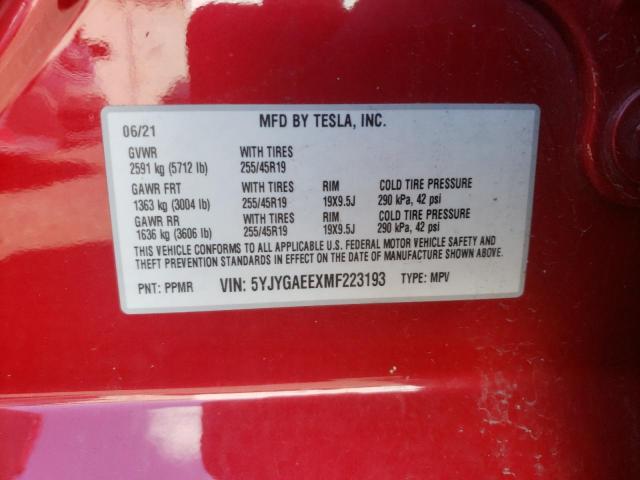 06/21 MFD BY TESLA, INC.
GVWR WITH TIRES
2591 kg (5712 lb) 255/45R19
GAWR FRT WITH TIRES RIM COLD TIRE PRESSURE
1363 kg (3004 lb) 255/45R19 19X9.5J 290 kPa, 42 psi
GAWR RR WITH TIRES RIM COLD TIRE PRESSURE
1636 kg (3606 lb) 255/45R19 19X9.5J 290 kPa, 42 psi
THIS VEHICLE CONFORMS TO ALL APPLICABLE U.S. FEDERAL MOTOR VEHICLE SAFETY AND
THEFT PREVENTION STANDARDS IN EFFECT ON THE DATE OF MANUFACTURE SHOWN ABOVE.
PNT: PPMR VIN: 5YJYGAEEXMF223193 TYPE: MPV